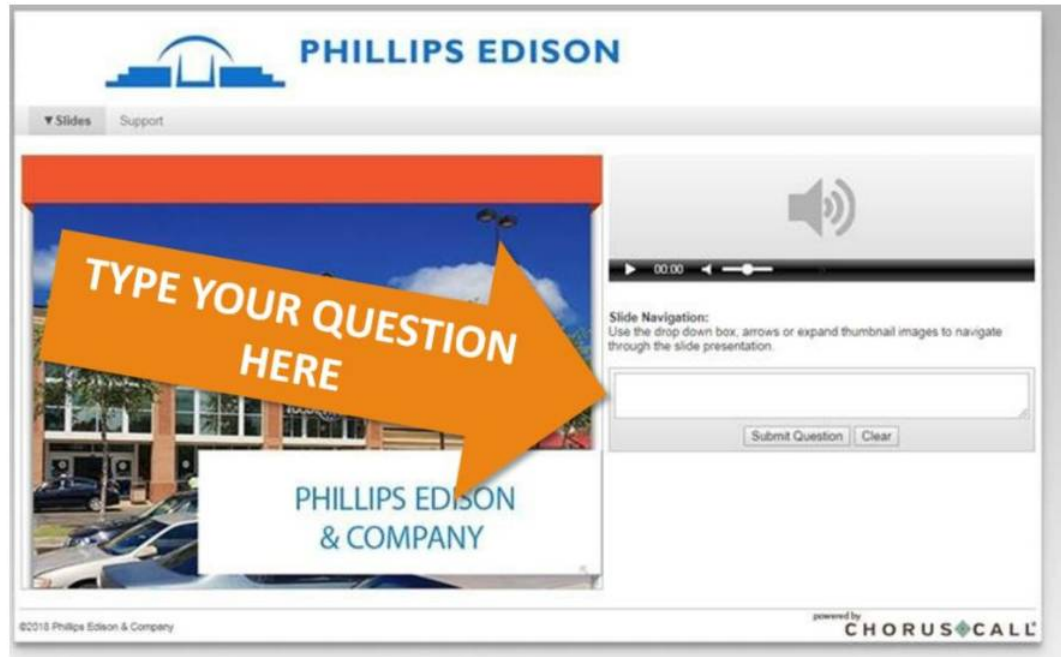 PHILLIPS EDISON
▼ Slides Support
TYPE YOUR QUESTION
HERE
PHILLIPS EDISON
& COMPANY
00:00
Slide Navigation:
Use the drop down box, arrows or expand thumbnail images to navigate
through the slide presentation.
Submit Question Clear
©2018 Phillips Edison & Company
powered by
CHORUS CALL